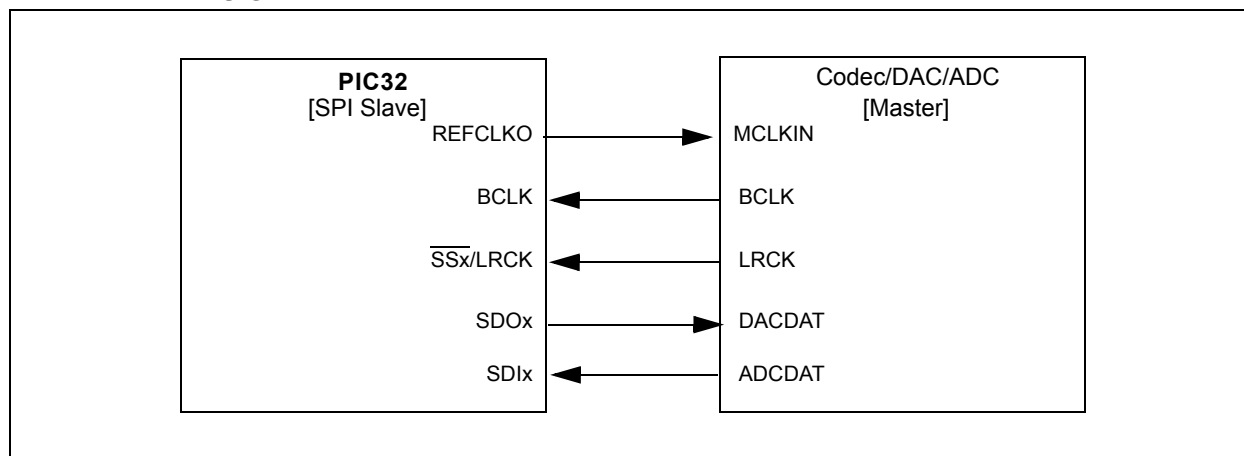 PIC32
[SPI Slave]
Codec/DAC/ADC
[Master]
REFCLKO
MCLKIN
BCLK
BCLK
SSx/LRCK
LRCK
SDOx
DACDAT
SDIx
ADCDAT